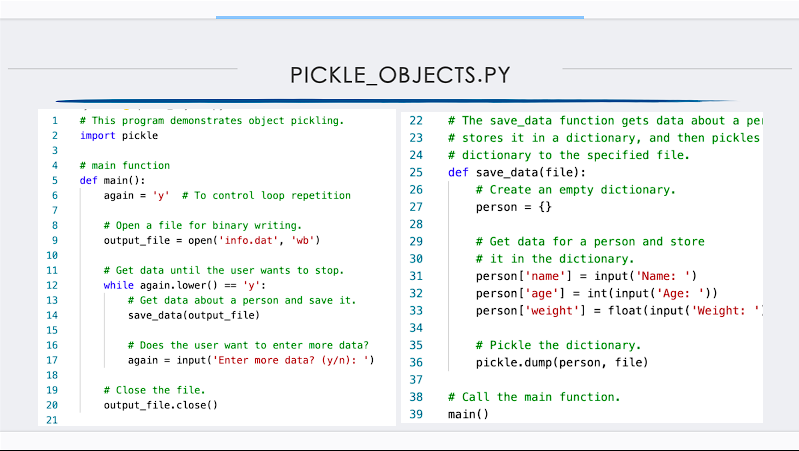 PICKLE_OBJECTS.PY
1 # This program demonstrates object pickling.
2 import pickle
3
4 # main function
5 def main():
6 again = 'y' # To control loop repetition
7
8 # Open a file for binary writing.
9 output_file = open('info.dat', 'wb')
10
11 # Get data until the user wants to stop.
12 while again.lower() == 'y':
13 # Get data about a person and save it.
14 save_data(output_file)
15
16 # Does the user want to enter more data?
17 again = input('Enter more data? (y/n): ')
18
19 # Close the file.
20 output_file.close()
21
22 # The save_data function gets data about a
23 # stores it in a dictionary, and then pickles
24 # dictionary to the specified file.
25 def save_data(file):
26 # Create an empty dictionary.
27 person = {}
28
29 # Get data for a person and store
30 # it in the dictionary.
31 person['name'] = input('Name: ')
32 person['age'] = int(input('Age: '))
33 person['weight'] = float(input('Weight: '
34
35 # Pickle the dictionary.
36 pickle.dump(person, file)
37
38 # Call the main function.
39 main()